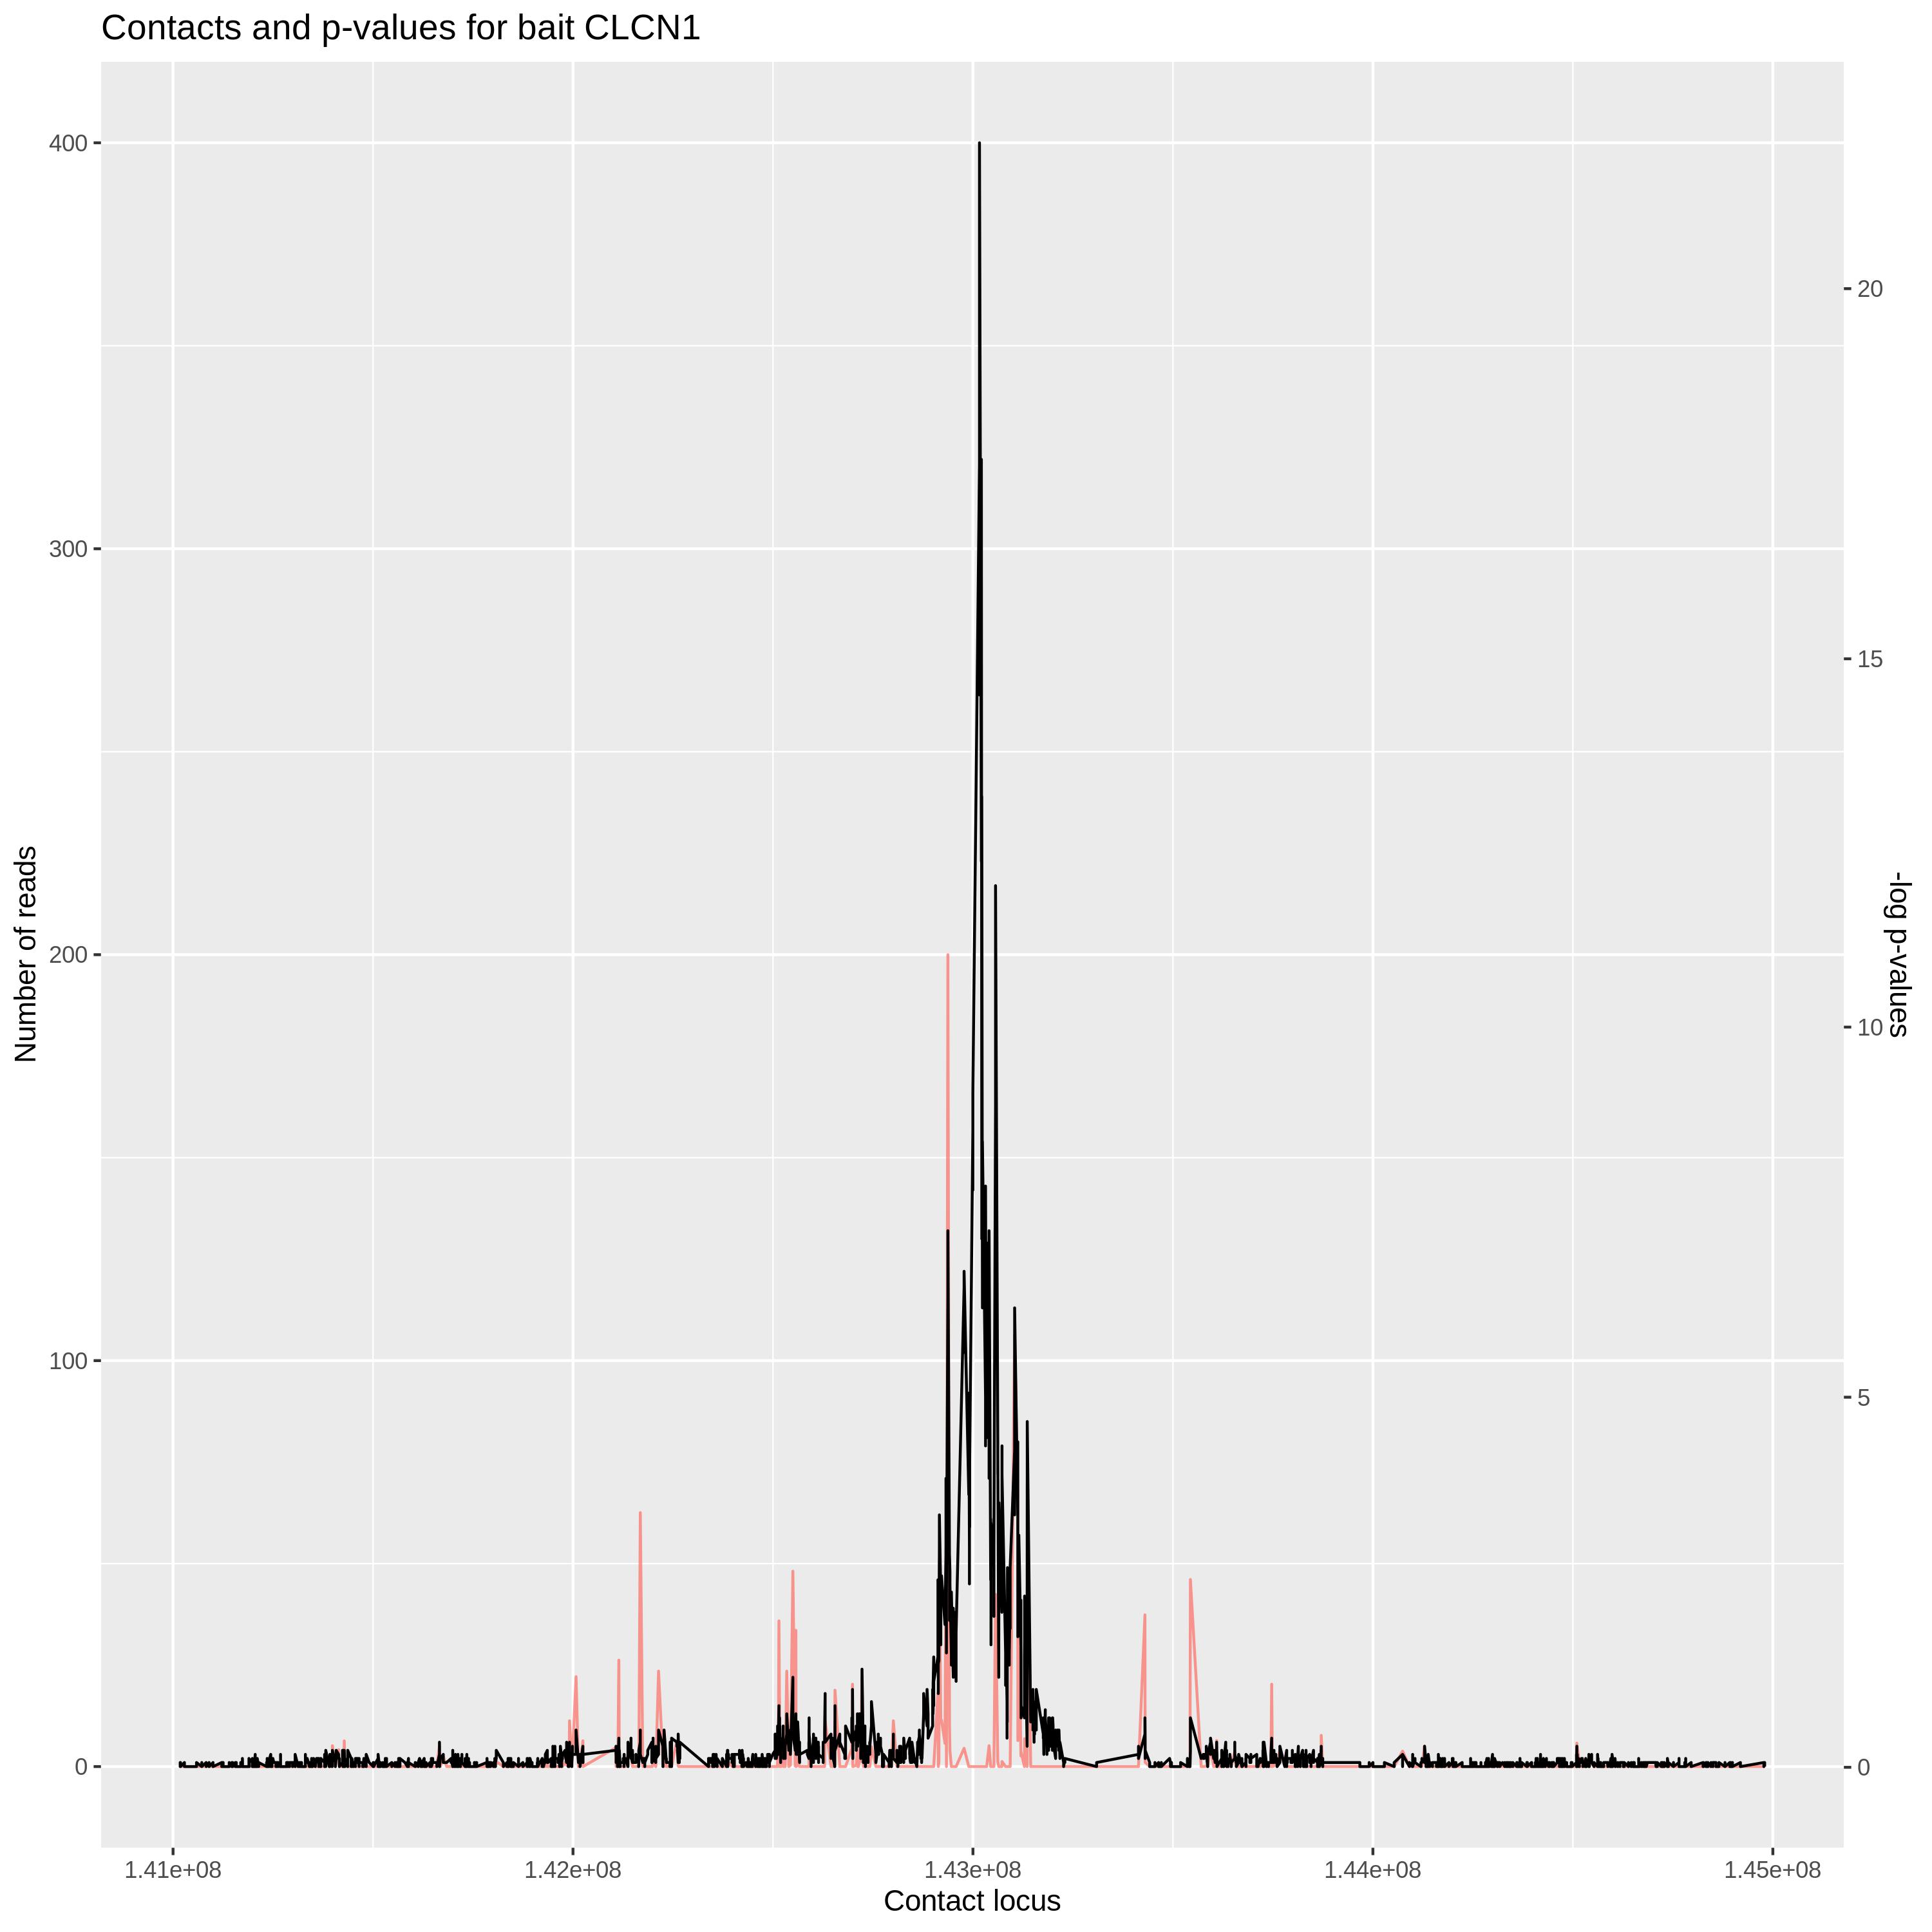 Contacts and p-values for bait CLCN1
400
300
200
100
0
Number of reads
20
15
10
5
0
-log p-values
1.41e+08
1.42e+08
1.43e+08
1.44e+08
1.45e+08
Contact locus